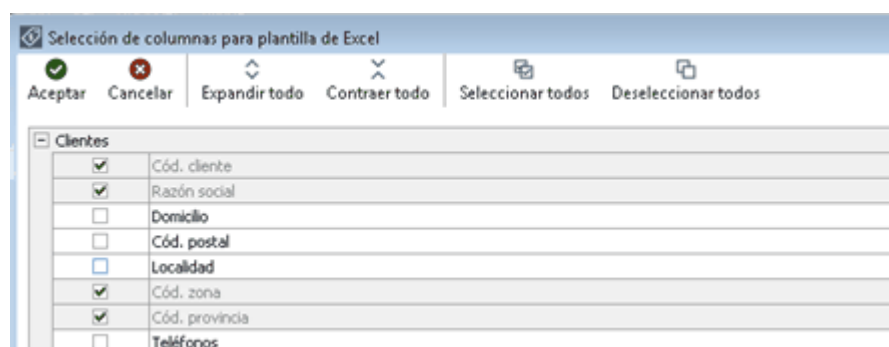 Selección de columnas para plantilla de Excel
Aceptar Cancelar Expandir todo Contraer todo Seleccionar todos Deseleccionar todos
Clientes
Cód. cliente
Razón social
Domicilio
Cód. postal
Localidad
Cód. zona
Cód. provincia
Teléfonos